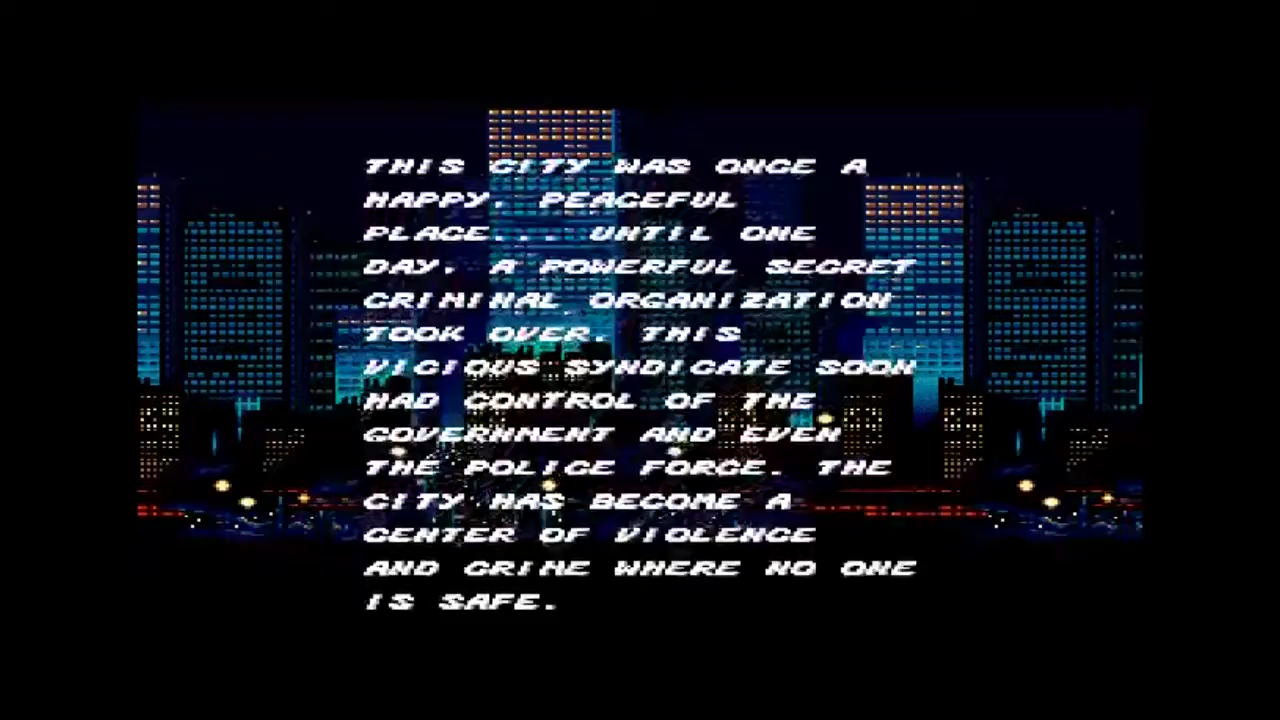 THIS CITY WAS ONCE A
HAPPY, PEACEFUL
PLACE... UNTIL ONE
DAY, A POWERFUL SECRET
CRIMINAL ORGANIZATION
TOOK OVER. THIS
VICIOUS SYNDICATE SOON
HAD CONTROL OF THE
GOVERNMENT AND EVEN
THE POLICE FORCE. THE
CITY HAS BECOME A
CENTER OF VIOLENCE
AND CRIME WHERE NO ONE
IS SAFE.